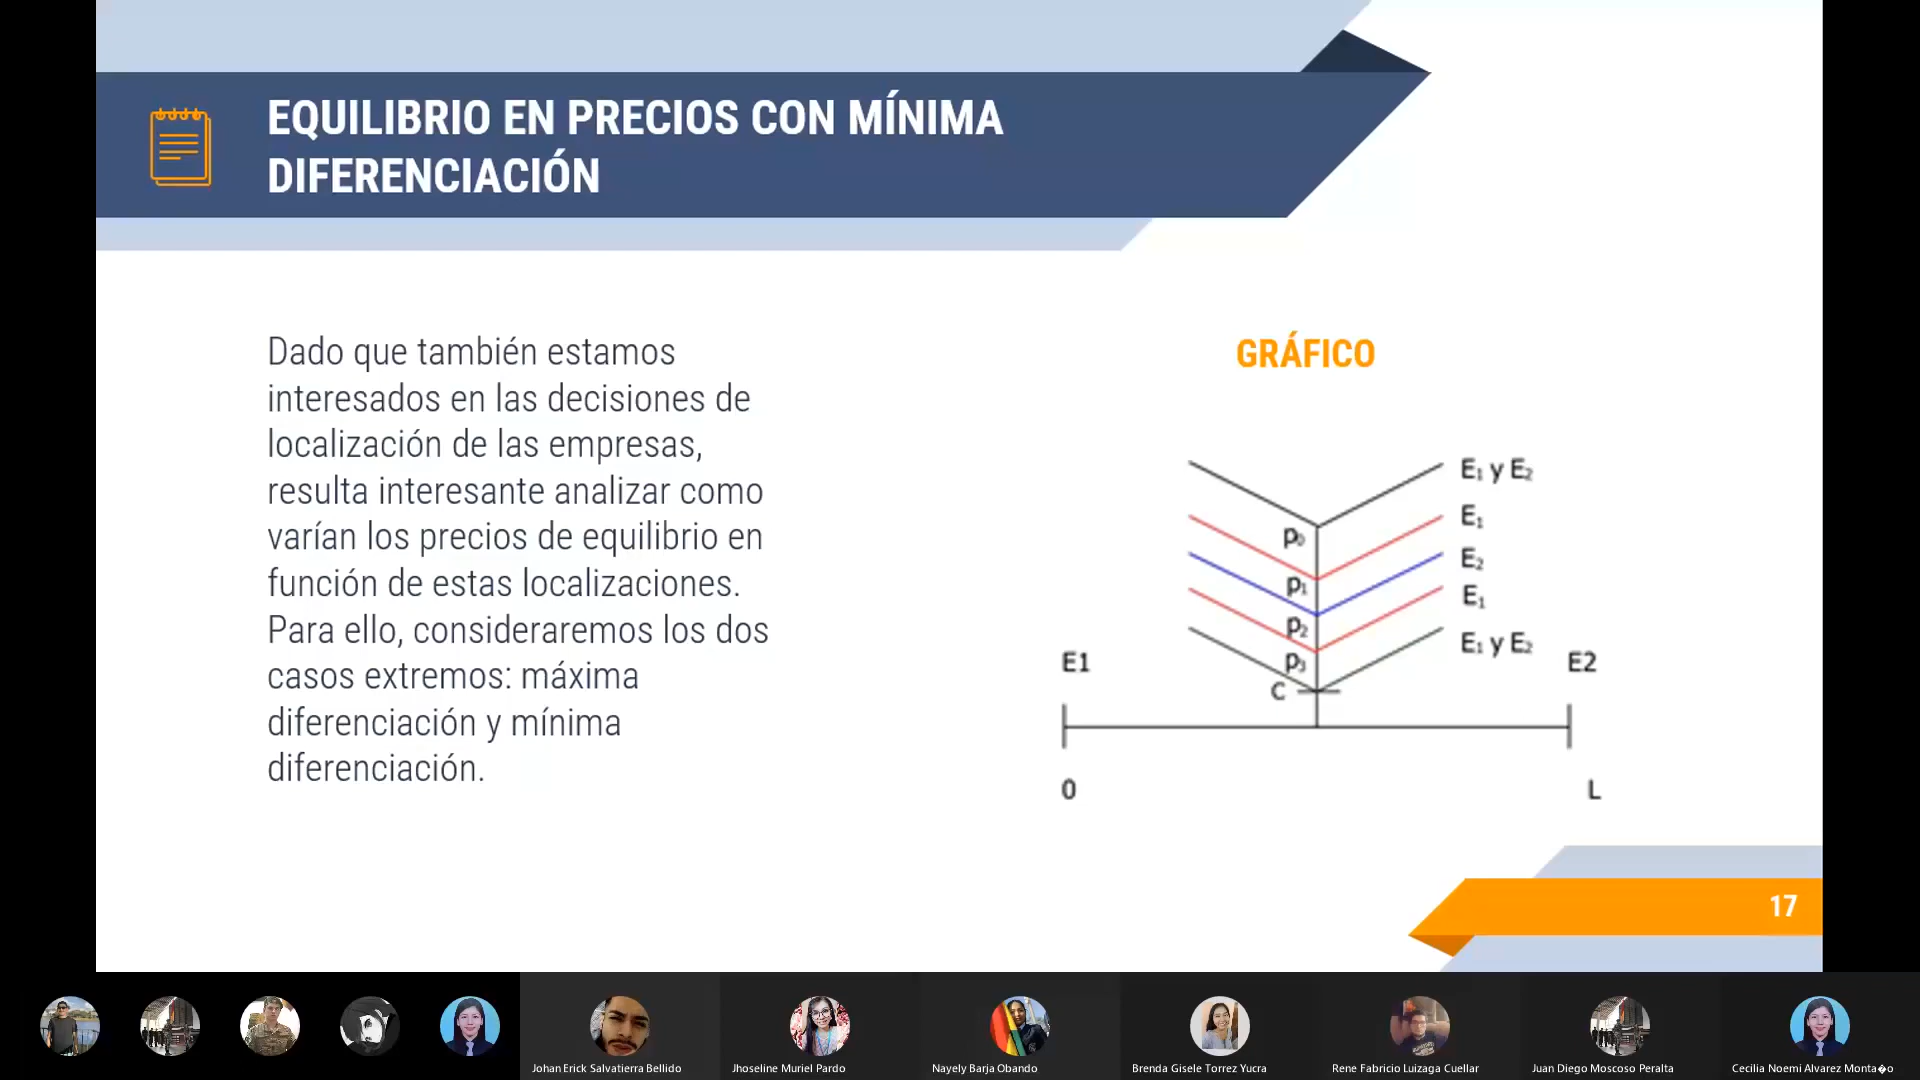 EQUILIBRIO EN PRECIOS CON MÍNIMA
DIFERENCIACIÓN
Dado que también estamos
interesados en las decisiones de
localización de las empresas,
resulta interesante analizar como
varían los precios de equilibrio en
función de estas localizaciones.
Para ello, consideraremos los dos
casos extremos: máxima
diferenciación y mínima
diferenciación.
GRÁFICO
E₁ y E₂
p₀
E₁
p₁
E₂
p₂
E₁
p₃
E₁ y E₂
C
E1
E2
0
L
17
Johan Erick Salvatierra Bellido
Jhoseline Muriel Pardo
Nayely Barja Obando
Brenda Gisele Torrez Yucra
Rene Fabricio Luizaga Cuellar
Juan Diego Moscoso Peralta
Cecilia Noemi Alvarez Monta�o